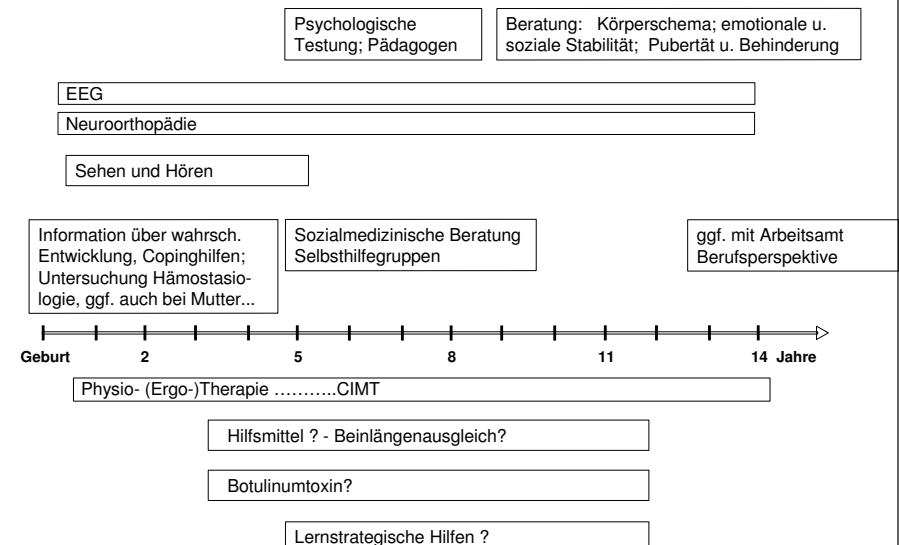 Psychologische
Testung; Pädagogen
Beratung: Körperschema; emotionale u.
soziale Stabilität; Pubertät u. Behinderung
EEG
Neuroorthopädie
Sehen und Hören
Information über wahrsch.
Entwicklung, Copinghilfen;
Untersuchung Hämostasio-
logie, ggf. auch bei Mutter...
Sozialmedizinische Beratung
Selbsthilfegruppen
ggf. mit Arbeitsamt
Berufsperspektive
Geburt 2 5 8 11 14 Jahre
Physio- (Ergo-)Therapie ………..CIMT
Hilfsmittel ? - Beinlängenausgleich?
Botulinumtoxin?
Lernstrategische Hilfen ?